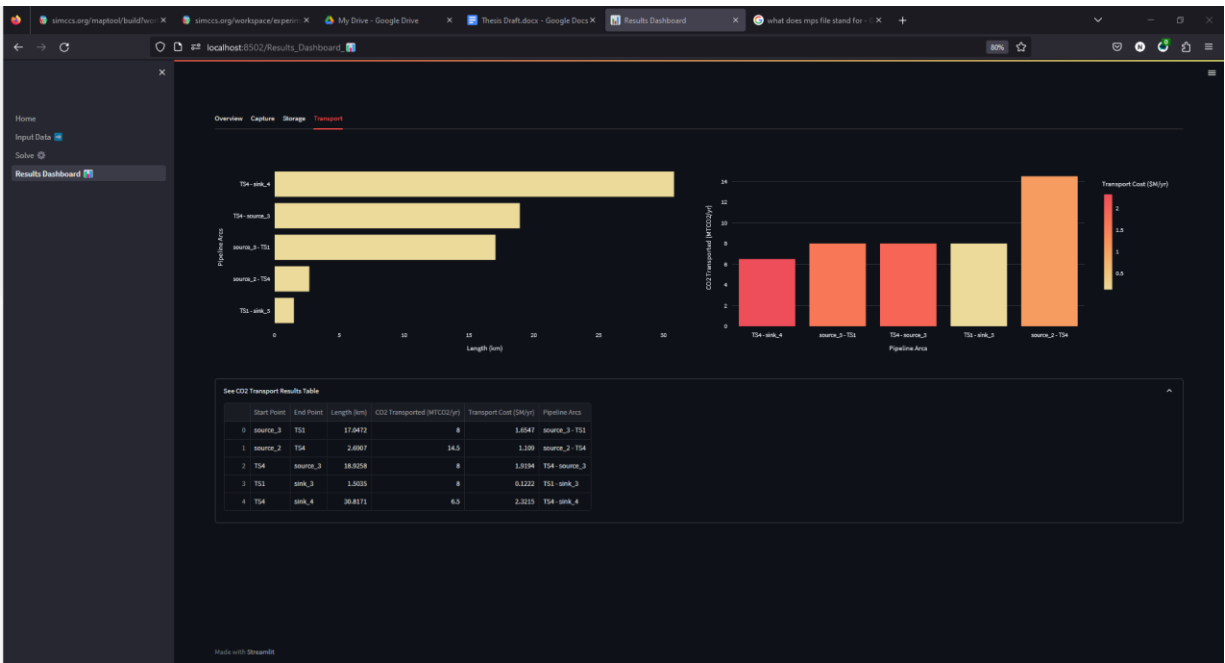 simccs.org/maptool/build?wor
simccs.org/workspace/experim
My Drive - Google Drive
Thesis Draft.docx - Google Docs
Results Dashboard
what does mps file stand for -
localhost:8502/Results_Dashboard_
80%
Home
Input Data
Solve
Results Dashboard
Overview Capture Storage Transport
Pipeline Arcs
TS4 - sink_4
TS4 - source_3
source_3 - TS1
source_2 - TS4
TS1 - sink_3
0 5 10 15 20 25 30
Length (km)
CO2 Transported (MTCO2/yr)
14
12
10
8
6
4
2
0
TS4 - sink_4 source_3 - TS1 TS4 - source_3 TS1 - sink_3 source_2 - TS4
Pipeline Arcs
Transport Cost ($M/yr)
2
1.5
1
0.5
See CO2 Transport Results Table
Start Point End Point Length (km) CO2 Transported (MTCO2/yr) Transport Cost ($M/yr) Pipeline Arcs
0 source_3 TS1 17.0472 8 1.6547 source_3 - TS1
1 source_2 TS4 2.6907 14.5 1.109 source_2 - TS4
2 TS4 source_3 18.9258 8 1.9194 TS4 - source_3
3 TS1 sink_3 1.5035 8 0.1222 TS1 - sink_3
4 TS4 sink_4 30.8171 6.5 2.3215 TS4 - sink_4
Made with Streamlit